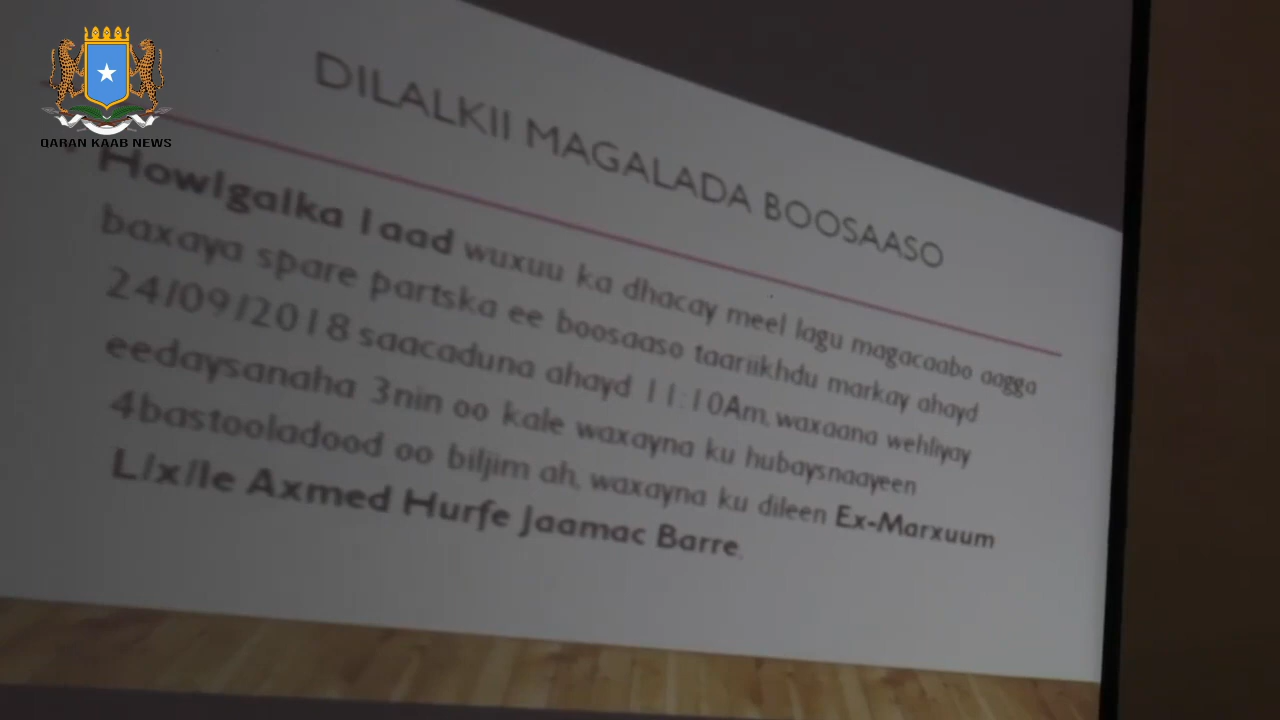 QARAN KAAB NEWS
DILALKII MAGALADA BOOSAASO
• Howlgalka 1aad wuxuu ka dhacay meel lagu magacaabo aagga
baxaya spare partska ee boosaaso taariikhdu markay ahayd
24/09/2018 saacaduna ahayd 11:10Am, waxaana wehliyay
eedaysanaha 3nin oo kale waxayna ku hubaysnaayeen
4bastooladood oo biljim ah, waxayna ku dileen Ex-Marxuum
L/x/le Axmed Hurfe Jaamac Barre.